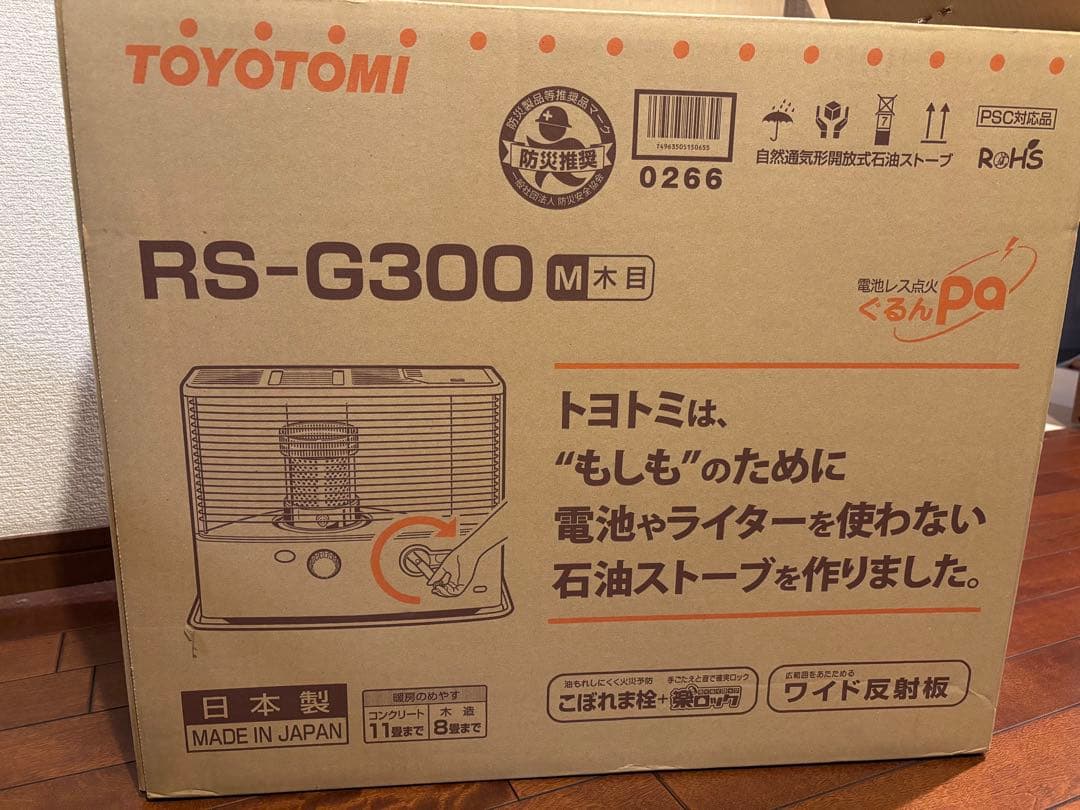 TOYOTOMI
防災製品等推奨品マーク
防災推奨
一般社団法人 防災安全協会
T4963505150655
0266
7
自然通気形開放式石油ストーブ
PSC対応品
RoHS
RS-G300 M 木目
電池レス点火
ぐるんpa
トヨトミは、
“もしも”のために
電池やライターを使わない
石油ストーブを作りました。
日本製
MADE IN JAPAN
暖房のめやす
コンクリート 木造
11畳まで 8畳まで
油もれしにくく火災予防 手ごたえと音で確実ロック
こぼれま栓+楽ロック
広範囲をあたためる
ワイド反射板